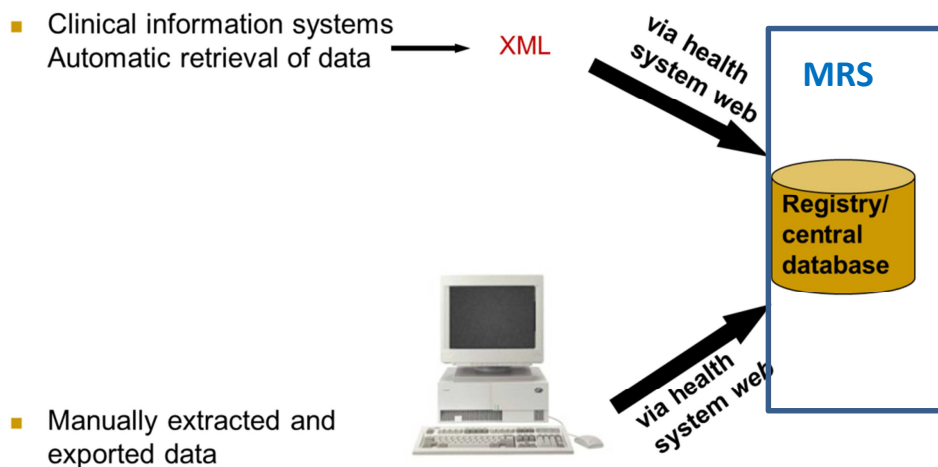 Clinical information systems
Automatic retrieval of data
XML
via health
system web
MRS
Registry/
central
database
via health
system web
Manually extracted and
exported data